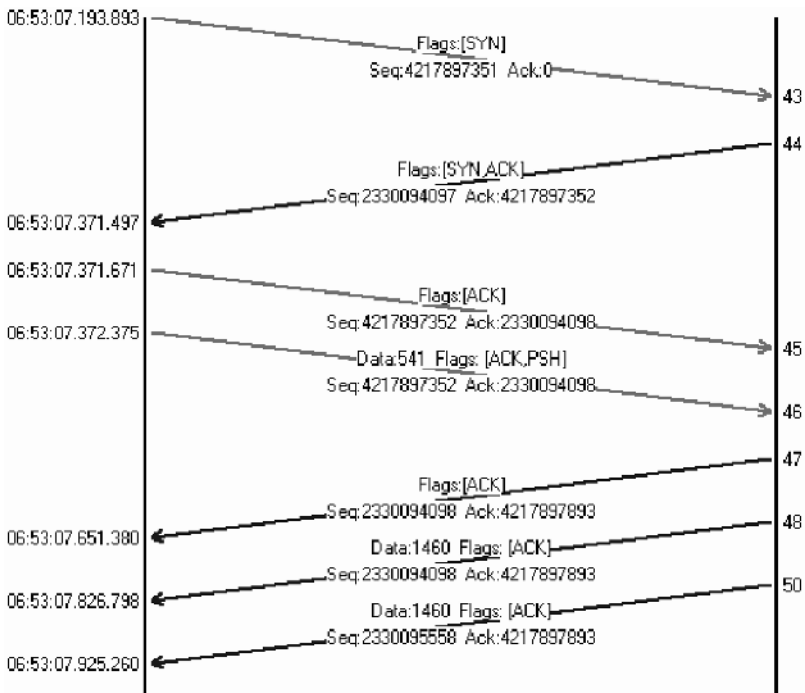 06:53:07.193.893
Flags:[SYN]
Seq:4217897351 Ack:0
43
44
Flags:[SYN,ACK]
Seq:2330094097 Ack:4217897352
06:53:07.371.497
06:53:07.371.671
Flags:[ACK]
Seq:4217897352 Ack:2330094098
06:53:07.372.375
45
Data:541 Flags: [ACK,PSH]
Seq:4217897352 Ack:2330094098
46
47
Flags:[ACK]
Seq:2330094098 Ack:4217897893
48
06:53:07.651.380
Data:1460 Flags: [ACK]
Seq:2330094098 Ack:4217897893
50
06:53:07.826.798
Data:1460 Flags: [ACK]
Seq:2330095558 Ack:4217897893
06:53:07.925.260